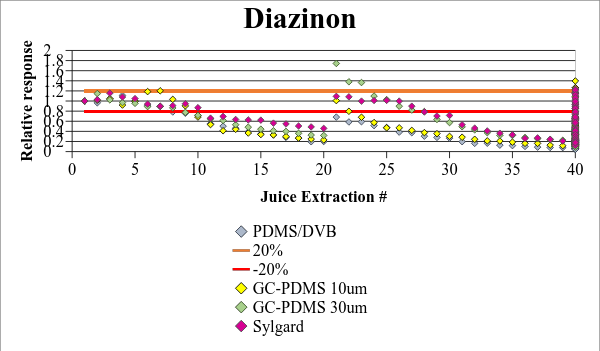 Diazinon
Relative response
2
1.8
1.6
1.4
1.2
1
0.8
0.6
0.4
0.2
0
0 5 10 15 20 25 30 35 40
Juice Extraction #
PDMS/DVB
20%
-20%
GC-PDMS 10um
GC-PDMS 30um
Sylgard